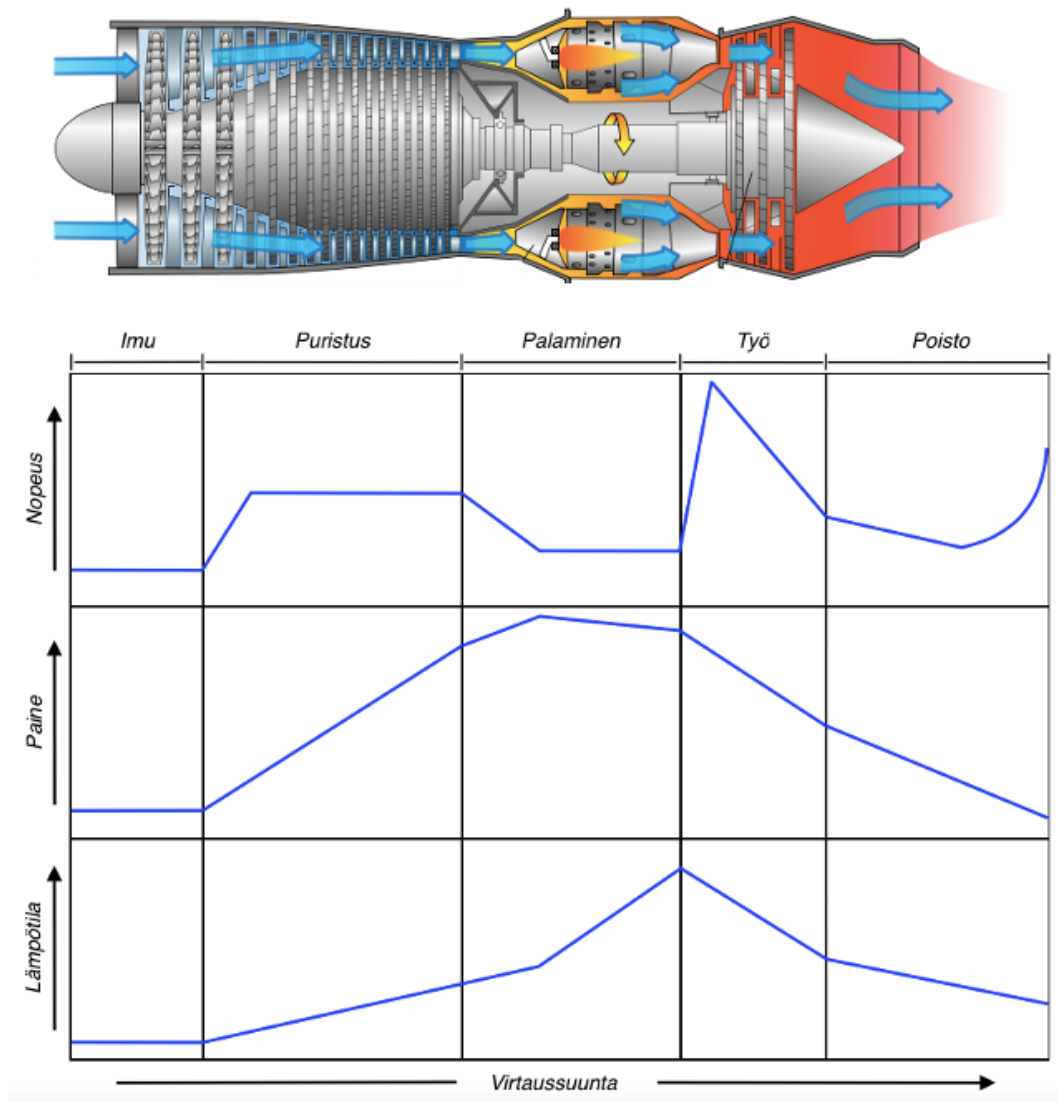 Imu Puristus Palaminen Työ Poisto
Nopeus
Paine
Lämpötila
Virtaussuunta